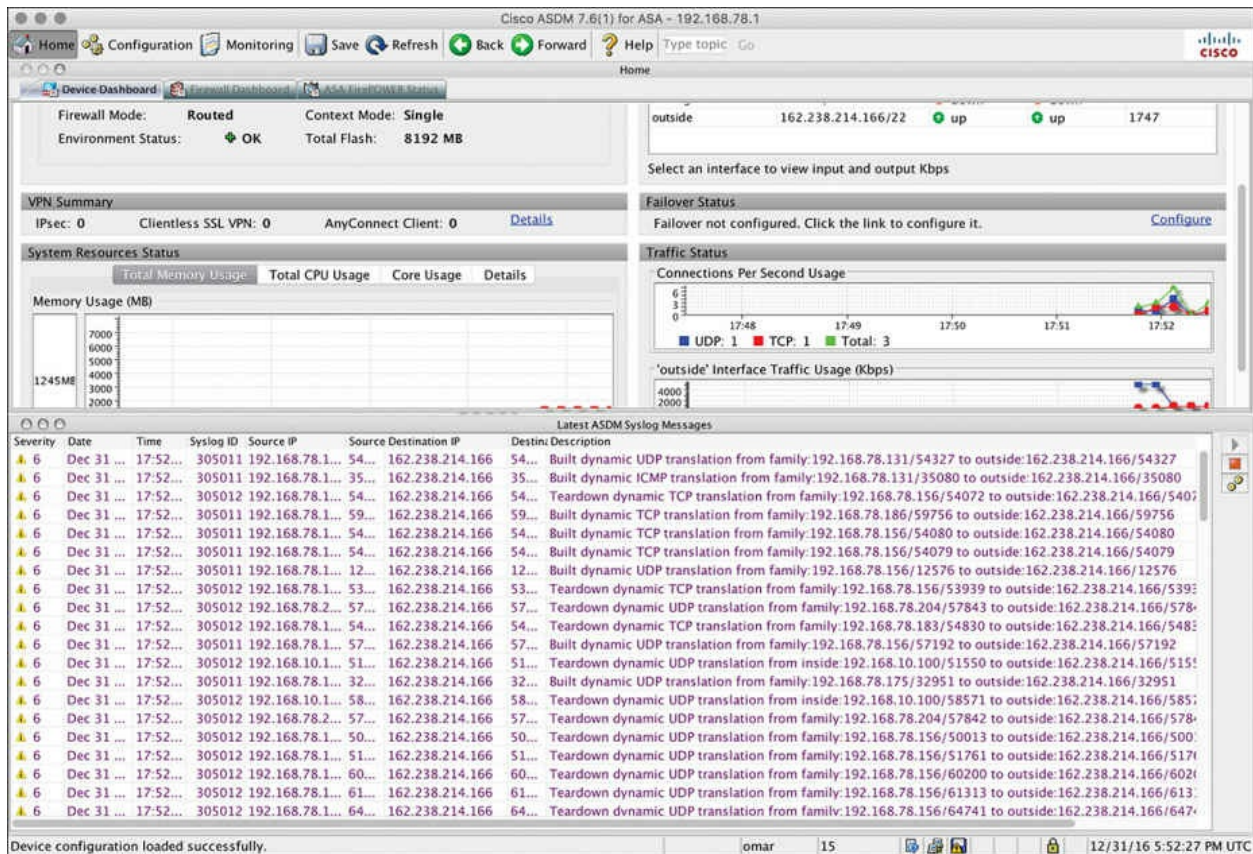 Cisco ASDM 7.6(1) for ASA - 192.168.78.1
Home Configuration Monitoring Save Refresh Back Forward Help Type topic Go
CISCO
Home
Device Dashboard Firewall Dashboard ASA FirePOWER Status
Firewall Mode: Routed Context Mode: Single
Environment Status: OK Total Flash: 8192 MB
outside 162.238.214.166/22 up up 1747
Select an interface to view input and output Kbps
VPN Summary
IPsec: 0 Clientless SSL VPN: 0 AnyConnect Client: 0 Details
Failover Status
Failover not configured. Click the link to configure it. Configure
System Resources Status
Total Memory Usage Total CPU Usage Core Usage Details
Memory Usage (MB)
7000
6000
5000
4000
3000
2000
1245MB
Traffic Status
Connections Per Second Usage
6
3
0
17:48 17:49 17:50 17:51 17:52
UDP: 1 TCP: 1 Total: 3
'outside' Interface Traffic Usage (Kbps)
4000
2000
Latest ASDM Syslog Messages
Severity Date Time Syslog ID Source IP Source Destination IP Destina Description
6 Dec 31 ... 17:52... 305011 192.168.78.1... 54... 162.238.214.166 54... Built dynamic UDP translation from family:192.168.78.131/54327 to outside:162.238.214.166/54327
6 Dec 31 ... 17:52... 305011 192.168.78.1... 35... 162.238.214.166 35... Built dynamic ICMP translation from family:192.168.78.131/35080 to outside:162.238.214.166/35080
6 Dec 31 ... 17:52... 305012 192.168.78.1... 54... 162.238.214.166 54... Teardown dynamic TCP translation from family:192.168.78.156/54072 to outside:162.238.214.166/5407
6 Dec 31 ... 17:52... 305011 192.168.78.1... 59... 162.238.214.166 59... Built dynamic TCP translation from family:192.168.78.186/59756 to outside:162.238.214.166/59756
6 Dec 31 ... 17:52... 305011 192.168.78.1... 54... 162.238.214.166 54... Built dynamic TCP translation from family:192.168.78.156/54080 to outside:162.238.214.166/54080
6 Dec 31 ... 17:52... 305011 192.168.78.1... 54... 162.238.214.166 54... Built dynamic TCP translation from family:192.168.78.156/54079 to outside:162.238.214.166/54079
6 Dec 31 ... 17:52... 305011 192.168.78.1... 12... 162.238.214.166 12... Built dynamic UDP translation from family:192.168.78.156/12576 to outside:162.238.214.166/12576
6 Dec 31 ... 17:52... 305012 192.168.78.1... 53... 162.238.214.166 53... Teardown dynamic TCP translation from family:192.168.78.156/53939 to outside:162.238.214.166/5393
6 Dec 31 ... 17:52... 305012 192.168.78.2... 57... 162.238.214.166 57... Teardown dynamic UDP translation from family:192.168.78.204/57843 to outside:162.238.214.166/578
6 Dec 31 ... 17:52... 305012 192.168.78.1... 54... 162.238.214.166 54... Teardown dynamic TCP translation from family:192.168.78.183/54830 to outside:162.238.214.166/5483
6 Dec 31 ... 17:52... 305011 192.168.78.1... 57... 162.238.214.166 57... Built dynamic UDP translation from family:192.168.78.156/57192 to outside:162.238.214.166/57192
6 Dec 31 ... 17:52... 305012 192.168.10.1... 51... 162.238.214.166 51... Teardown dynamic UDP translation from inside:192.168.10.100/51550 to outside:162.238.214.166/515
6 Dec 31 ... 17:52... 305011 192.168.78.1... 32... 162.238.214.166 32... Built dynamic UDP translation from family:192.168.78.175/32951 to outside:162.238.214.166/32951
6 Dec 31 ... 17:52... 305012 192.168.10.1... 58... 162.238.214.166 58... Teardown dynamic UDP translation from inside:192.168.10.100/58571 to outside:162.238.214.166/585
6 Dec 31 ... 17:52... 305012 192.168.78.2... 57... 162.238.214.166 57... Teardown dynamic UDP translation from family:192.168.78.204/57842 to outside:162.238.214.166/578
6 Dec 31 ... 17:52... 305012 192.168.78.1... 50... 162.238.214.166 50... Teardown dynamic UDP translation from family:192.168.78.156/50013 to outside:162.238.214.166/500
6 Dec 31 ... 17:52... 305012 192.168.78.1... 51... 162.238.214.166 51... Teardown dynamic UDP translation from family:192.168.78.156/51761 to outside:162.238.214.166/517
6 Dec 31 ... 17:52... 305012 192.168.78.1... 60... 162.238.214.166 60... Teardown dynamic UDP translation from family:192.168.78.156/60200 to outside:162.238.214.166/602
6 Dec 31 ... 17:52... 305012 192.168.78.1... 61... 162.238.214.166 61... Teardown dynamic UDP translation from family:192.168.78.156/61313 to outside:162.238.214.166/613
6 Dec 31 ... 17:52... 305012 192.168.78.1... 64... 162.238.214.166 64... Teardown dynamic UDP translation from family:192.168.78.156/64741 to outside:162.238.214.166/647
Device configuration loaded successfully. omar 15 12/31/16 5:52:27 PM UTC